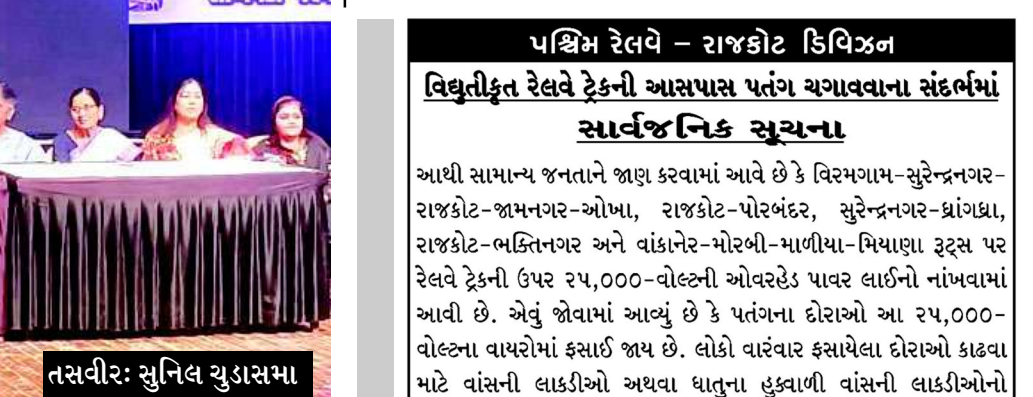 પશ્ચિમ રેલવે – રાજકોટ ડિવિઝન
વિદ્યુતીકૃત રેલવે ટ્રેકની આસપાસ પતંગ ચગાવવાના સંદર્ભમાં
સાર્વજનિક સૂચના
આથી સામાન્ય જનતાને જાણ કરવામાં આવે છે કે વિરમગામ-સુરેન્દ્રનગર-
રાજકોટ-જામનગર-ઓખા, રાજકોટ-પોરબંદર, સુરેન્દ્રનગર-ધ્રાંગધ્રા,
રાજકોટ-ભક્તિનગર અને વાંકાનેર-મોરબી-માળીયા-મિયાણા રૂટ્સ પર
રેલવે ટ્રેકની ઉપર ૨૫,૦૦૦-વોલ્ટની ઓવરહેડ પાવર લાઈનો નાંખવામાં
આવી છે. એવું જોવામાં આવ્યું છે કે પતંગના દોરાઓ આ ૨૫,૦૦૦-
વોલ્ટના વાયરોમાં ફસાઈ જાય છે. લોકો વારંવાર ફસાયેલા દોરાઓ કાઢવા
માટે વાંસની લાકડીઓ અથવા ધાતુના હુકવાળી વાંસની લાકડીઓનો
તસવીરઃ સુનિલ ચુડાસમા